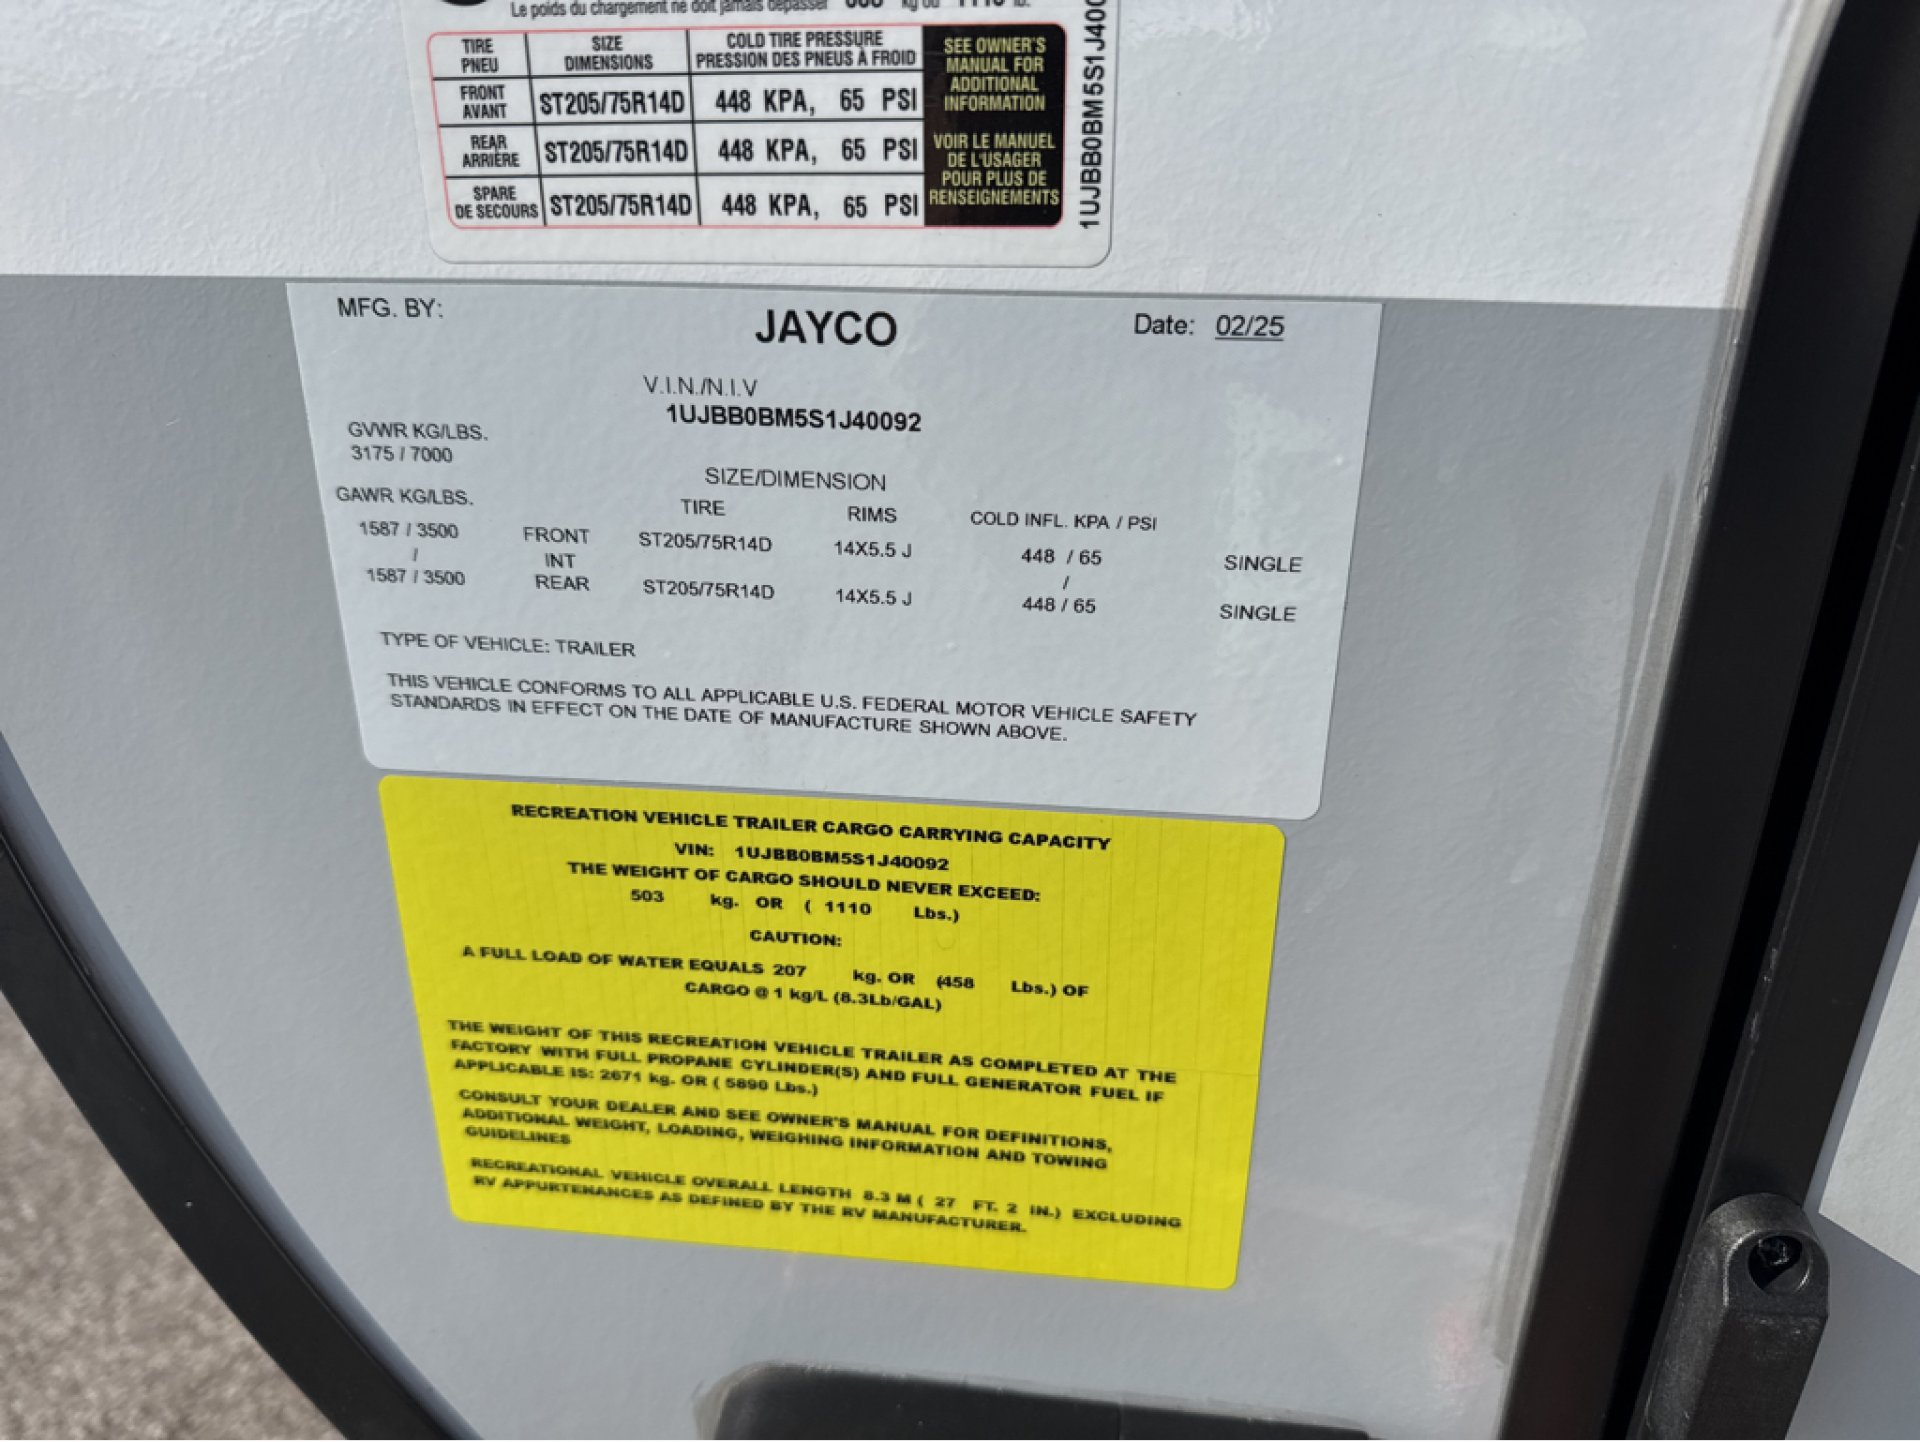 Le poids du chargement ne doit jamais dépasser kg ou lb.
TIRE PNEU SIZE DIMENSIONS COLD TIRE PRESSURE PRESSION DES PNEUS À FROID
FRONT AVANT ST205/75R14D 448 KPA, 65 PSI
REAR ARRIÈRE ST205/75R14D 448 KPA, 65 PSI
SPARE DE SECOURS ST205/75R14D 448 KPA, 65 PSI
SEE OWNER'S
MANUAL FOR
ADDITIONAL
INFORMATION
VOIR LE MANUEL
DE L'USAGER
POUR PLUS DE
RENSEIGNEMENTS
1UJBB0BM5S1J400
MFG. BY: JAYCO Date: 02/25
V.I.N./N.I.V
1UJBB0BM5S1J40092
GVWR KG/LBS.
3175 / 7000
SIZE/DIMENSION
GAWR KG/LBS. TIRE RIMS COLD INFL. KPA / PSI
1587 / 3500 FRONT ST205/75R14D 14X5.5 J 448 / 65 SINGLE
/ INT /
1587 / 3500 REAR ST205/75R14D 14X5.5 J 448 / 65 SINGLE
TYPE OF VEHICLE: TRAILER
THIS VEHICLE CONFORMS TO ALL APPLICABLE U.S. FEDERAL MOTOR VEHICLE SAFETY
STANDARDS IN EFFECT ON THE DATE OF MANUFACTURE SHOWN ABOVE.
RECREATION VEHICLE TRAILER CARGO CARRYING CAPACITY
VIN: 1UJBB0BM5S1J40092
THE WEIGHT OF CARGO SHOULD NEVER EXCEED:
503 kg. OR ( 1110 Lbs.)
CAUTION:
A FULL LOAD OF WATER EQUALS 207 kg. OR (458 Lbs.) OF
CARGO @ 1 kg/L (8.3Lb/GAL)
THE WEIGHT OF THIS RECREATION VEHICLE TRAILER AS COMPLETED AT THE
FACTORY WITH FULL PROPANE CYLINDER(S) AND FULL GENERATOR FUEL IF
APPLICABLE IS: 2671 kg. OR ( 5890 Lbs.)
CONSULT YOUR DEALER AND SEE OWNER'S MANUAL FOR DEFINITIONS,
ADDITIONAL WEIGHT, LOADING, WEIGHING INFORMATION AND TOWING
GUIDELINES
RECREATIONAL VEHICLE OVERALL LENGTH 8.3 M ( 27 FT. 2 IN.) EXCLUDING
RV APPURTENANCES AS DEFINED BY THE RV MANUFACTURER.